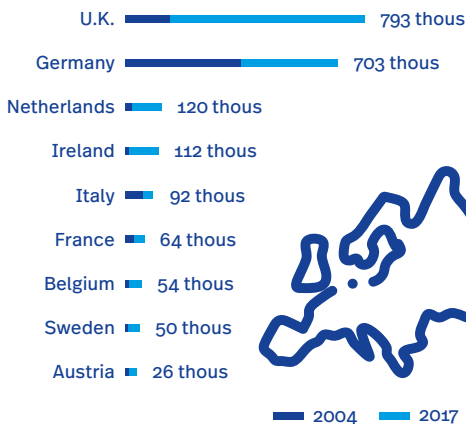 U.K. 793 thous
Germany 703 thous
Netherlands 120 thous
Ireland 112 thous
Italy 92 thous
France 64 thous
Belgium 54 thous
Sweden 50 thous
Austria 26 thous
2004 2017